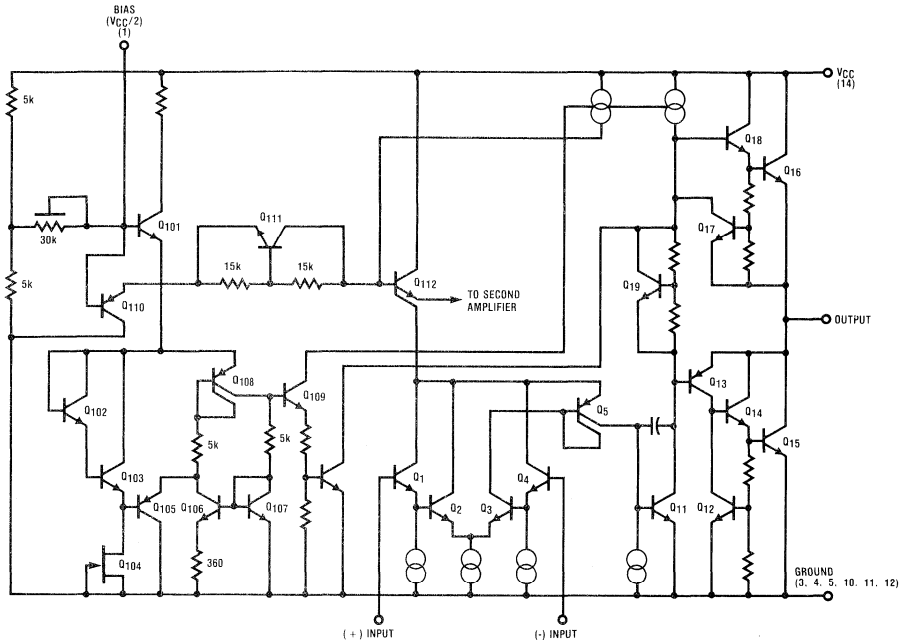 BIAS
(VCC/2)
(1)
VCC
(14)
5k
Q18
Q16
Q101
30k
Q111
Q17
15k
15k
5k
Q110
Q112
TO SECOND
AMPLIFIER
Q19
OUTPUT
Q108
Q109
Q5
Q13
Q102
Q14
5k
5k
Q15
Q103
Q1
Q4
Q105
Q106
Q107
Q2
Q3
Q11
Q12
Q104
360
GROUND
(3, 4, 5, 10, 11, 12)
(+) INPUT
(-) INPUT